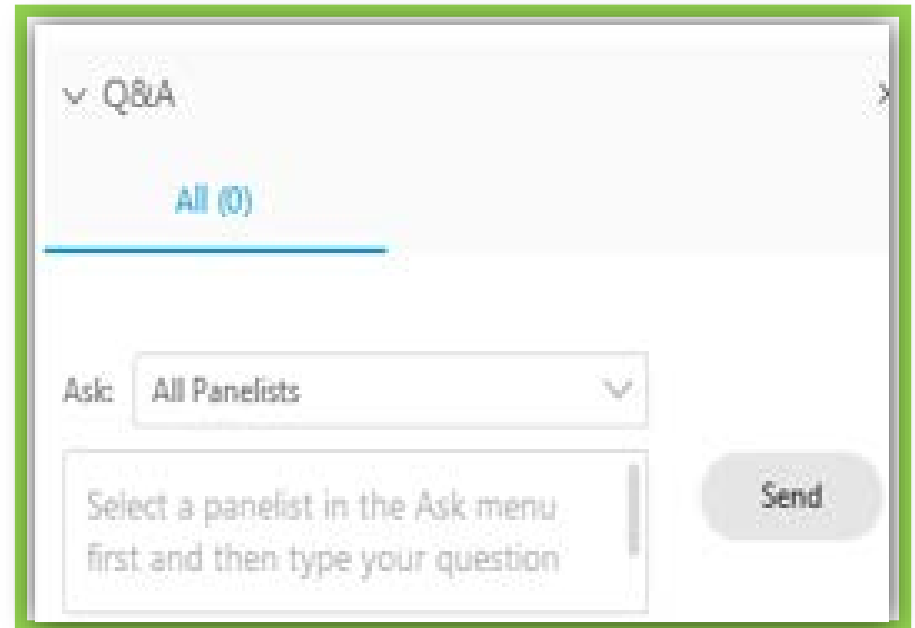 Q&A
All (0)
Ask: All Panelists
Select a panelist in the Ask menu
first and then type your question
Send